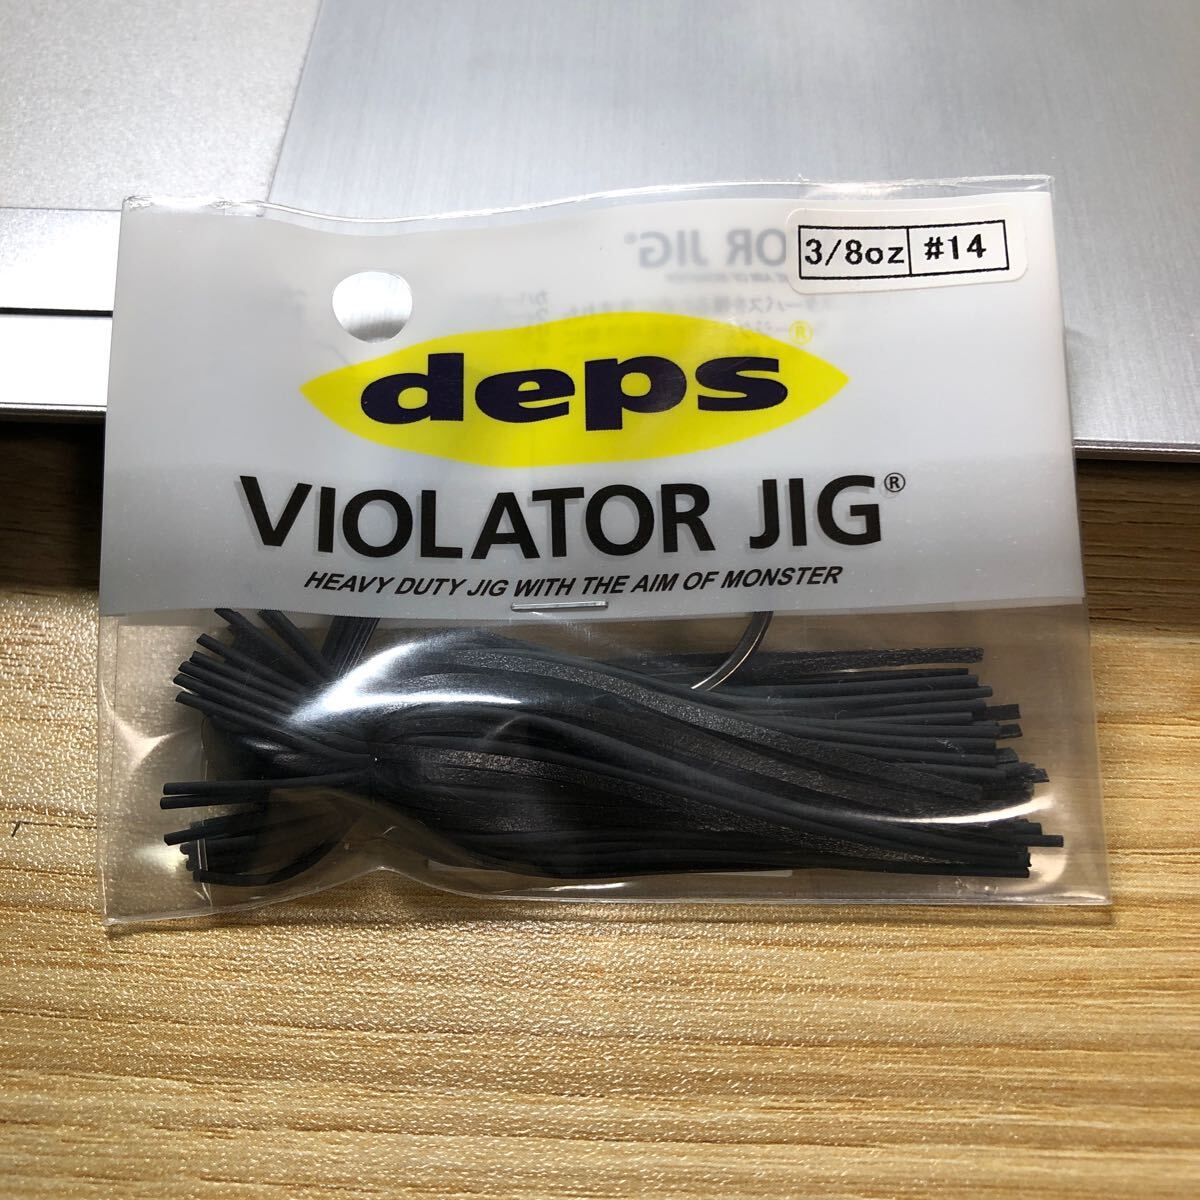 3/8oz #14
deps®
VIOLATOR JIG®
HEAVY DUTY JIG WITH THE AIM OF MONSTER